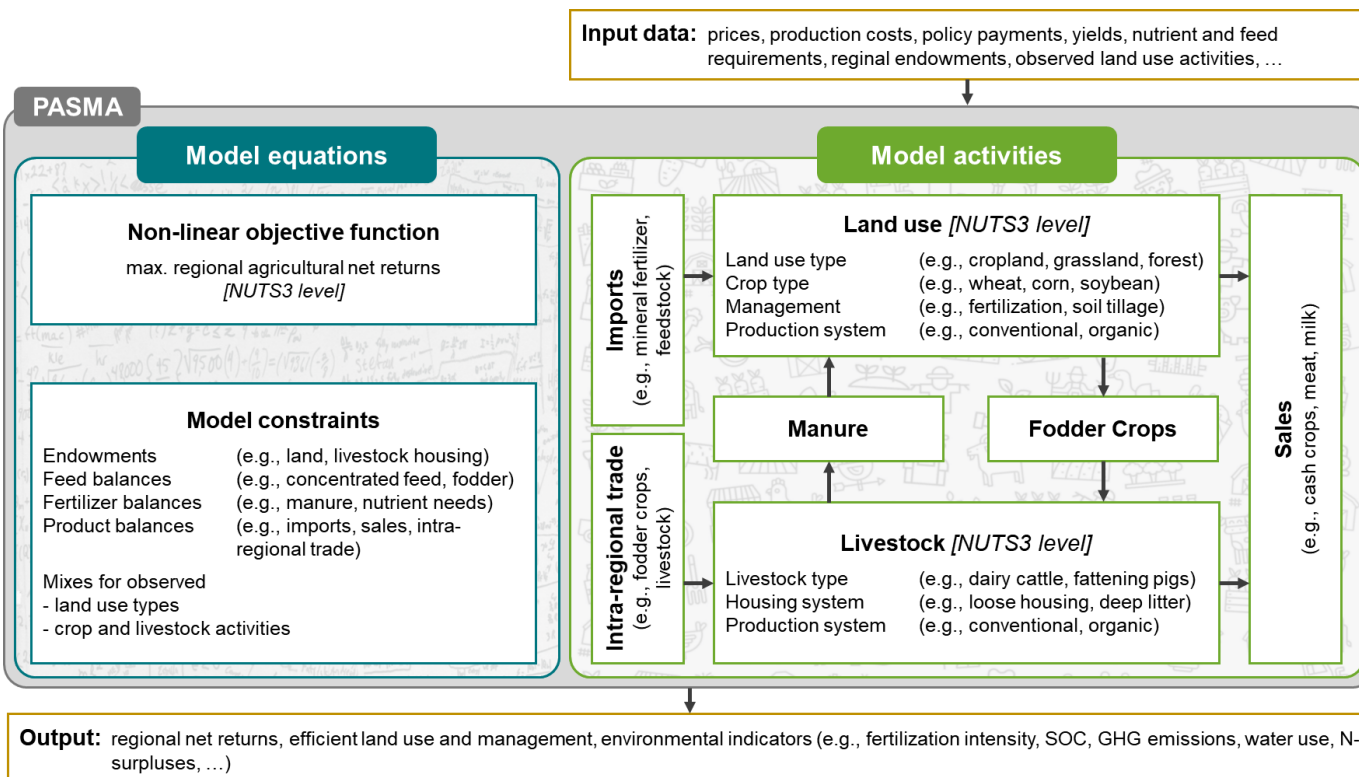 Input data: prices, production costs, policy payments, yields, nutrient and feed
requirements, reginal endowments, observed land use activities, …
PASMA
Model equations
Non-linear objective function
max. regional agricultural net returns
[NUTS3 level]
Model constraints
Endowments (e.g., land, livestock housing)
Feed balances (e.g., concentrated feed, fodder)
Fertilizer balances (e.g., manure, nutrient needs)
Product balances (e.g., imports, sales, intra-
regional trade)
Mixes for observed
- land use types
- crop and livestock activities
Model activities
Imports
(e.g., mineral fertilizer,
feedstock)
Intra-regional trade
(e.g., fodder crops,
livestock)
Land use [NUTS3 level]
Land use type (e.g., cropland, grassland, forest)
Crop type (e.g., wheat, corn, soybean)
Management (e.g., fertilization, soil tillage)
Production system (e.g., conventional, organic)
Manure
Fodder Crops
Livestock [NUTS3 level]
Livestock type (e.g., dairy cattle, fattening pigs)
Housing system (e.g., loose housing, deep litter)
Production system (e.g., conventional, organic)
Sales
(e.g., cash crops, meat, milk)
Output: regional net returns, efficient land use and management, environmental indicators (e.g., fertilization intensity, SOC, GHG emissions, water use, N-
surpluses, …)